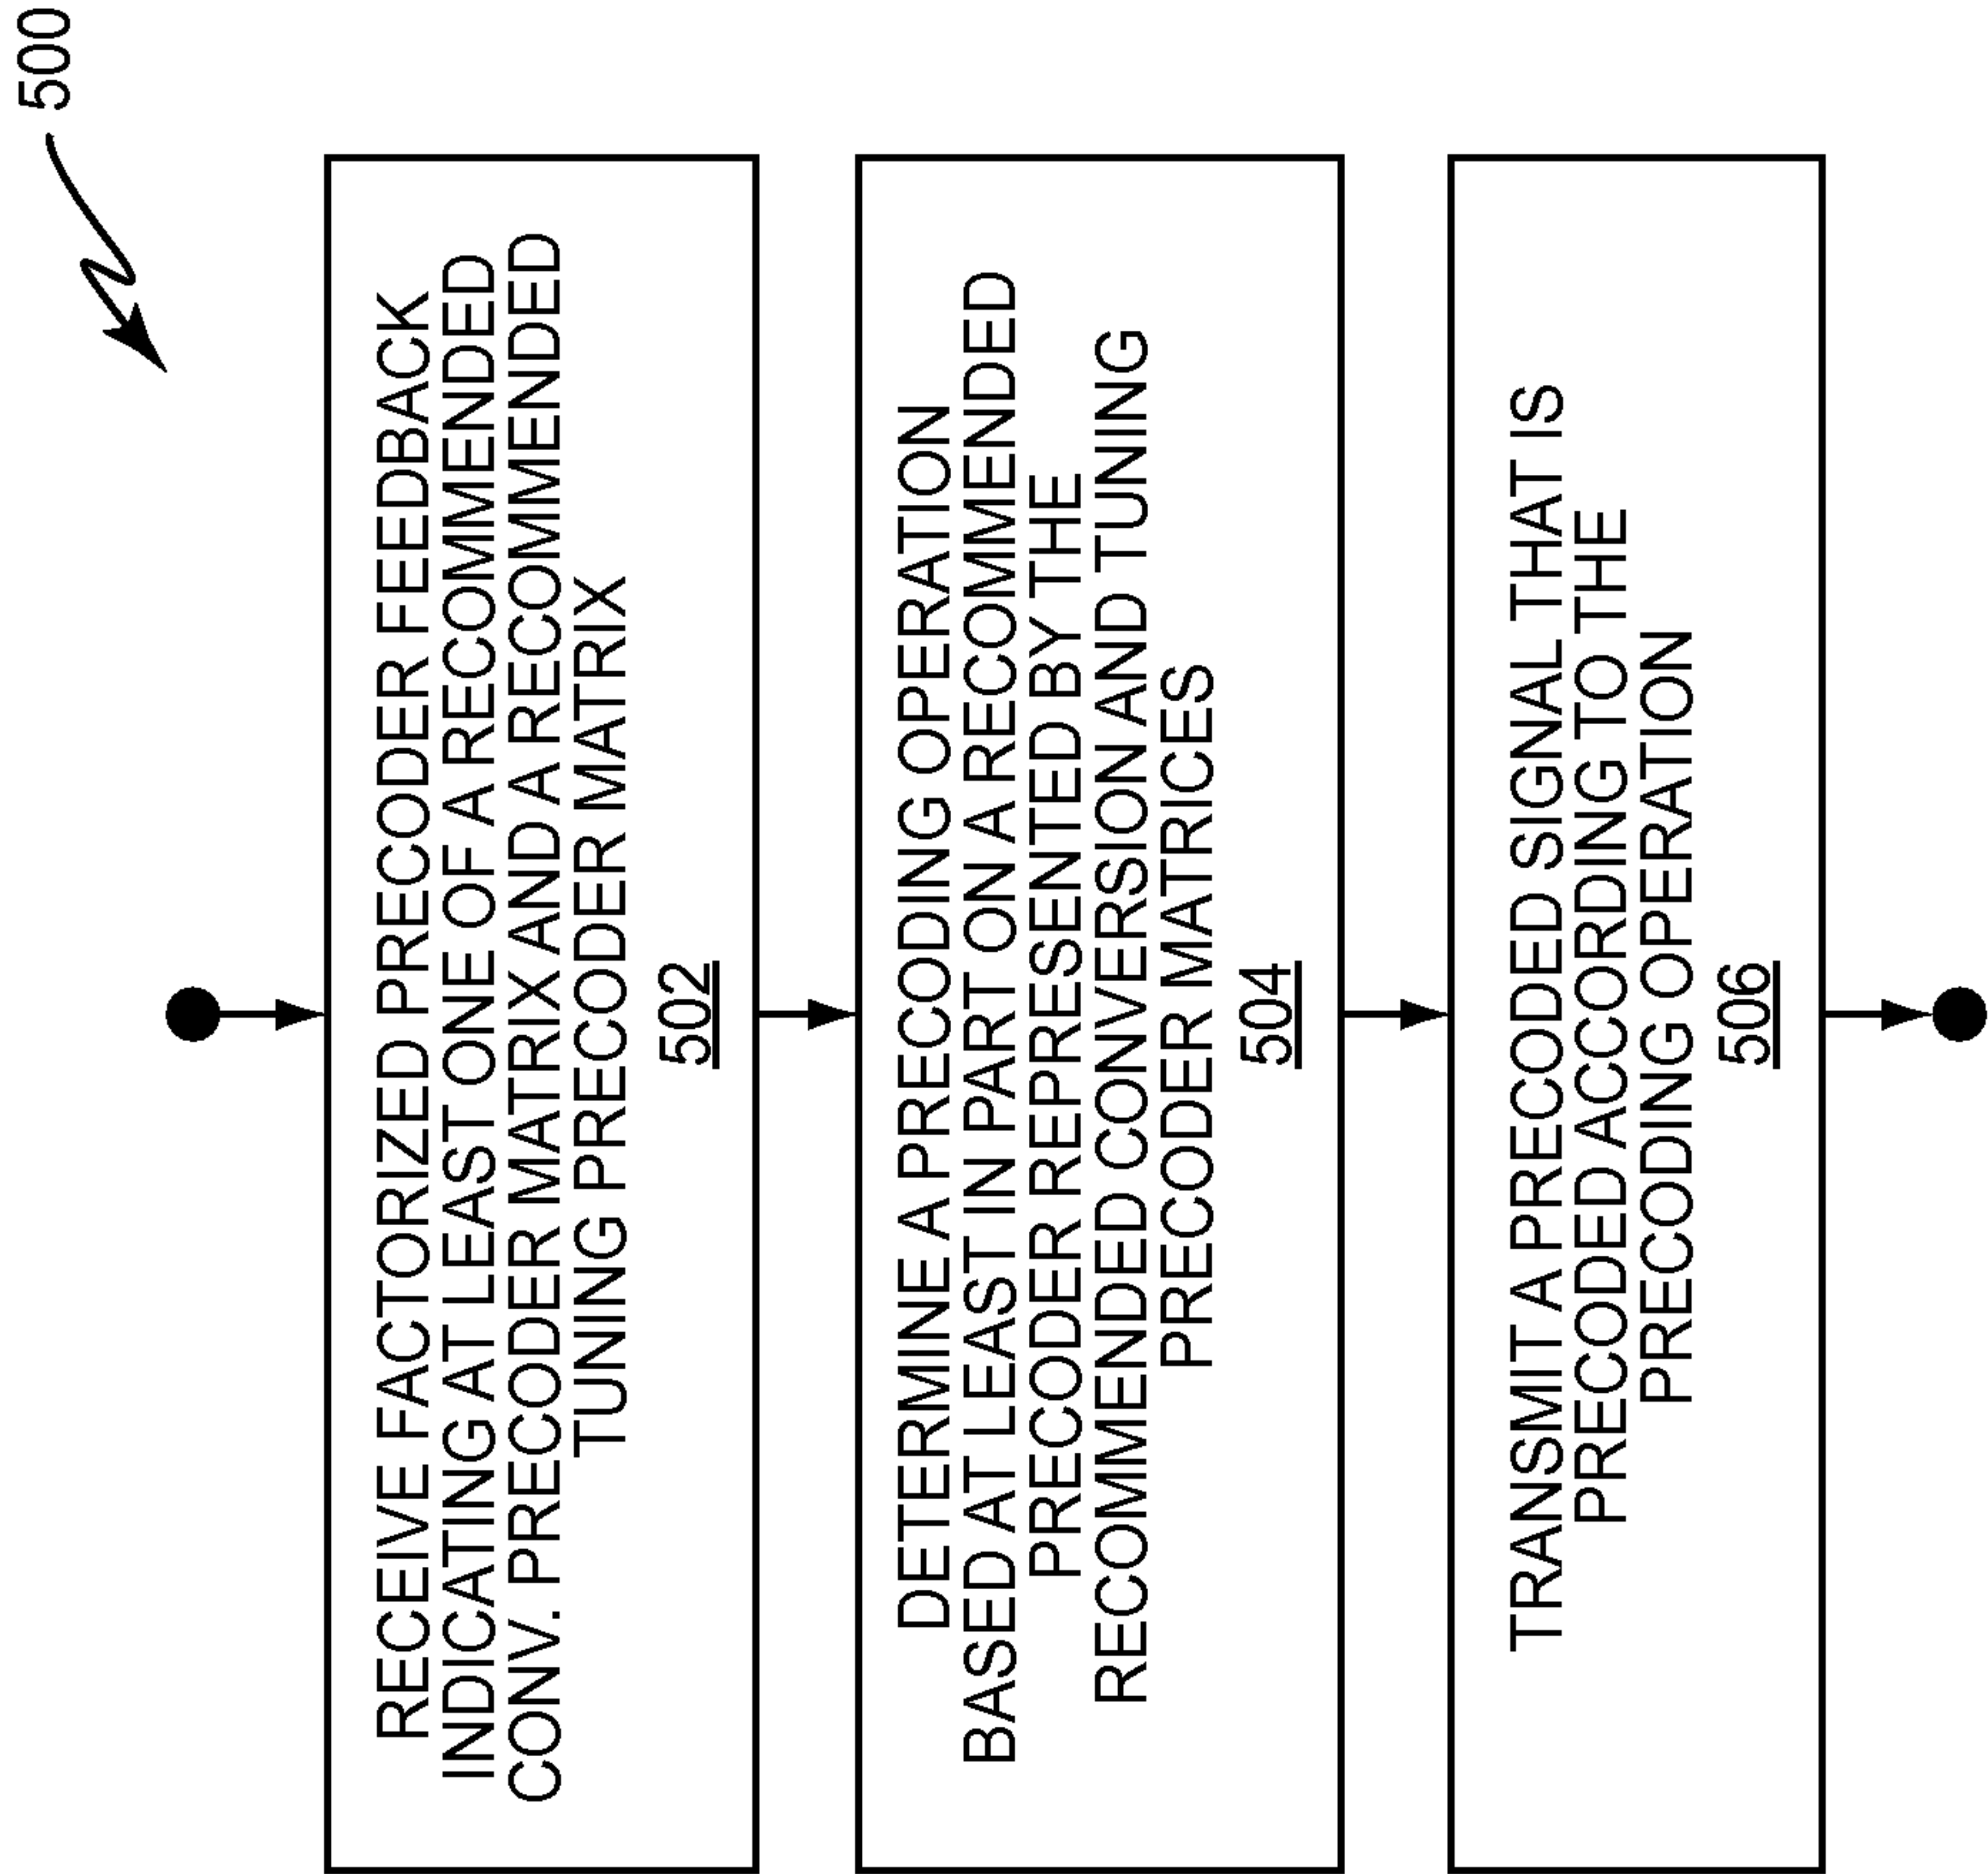 500
RECEIVE FACTORIZED PRECODER FEEDBACK
INDICATING AT LEAST ONE OF A RECOMMENDED
CONV. PRECODER MATRIX AND A RECOMMENDED
TUNING PRECODER MATRIX
502
DETERMINE A PRECODING OPERATION
BASED AT LEAST IN PART ON A RECOMMENDED
PRECODER REPRESENTED BY THE
RECOMMENDED CONVERSION AND TUNING
PRECODER MATRICES
504
TRANSMIT A PRECODED SIGNAL THAT IS
PRECODED ACCORDING TO THE
PRECODING OPERATION
506